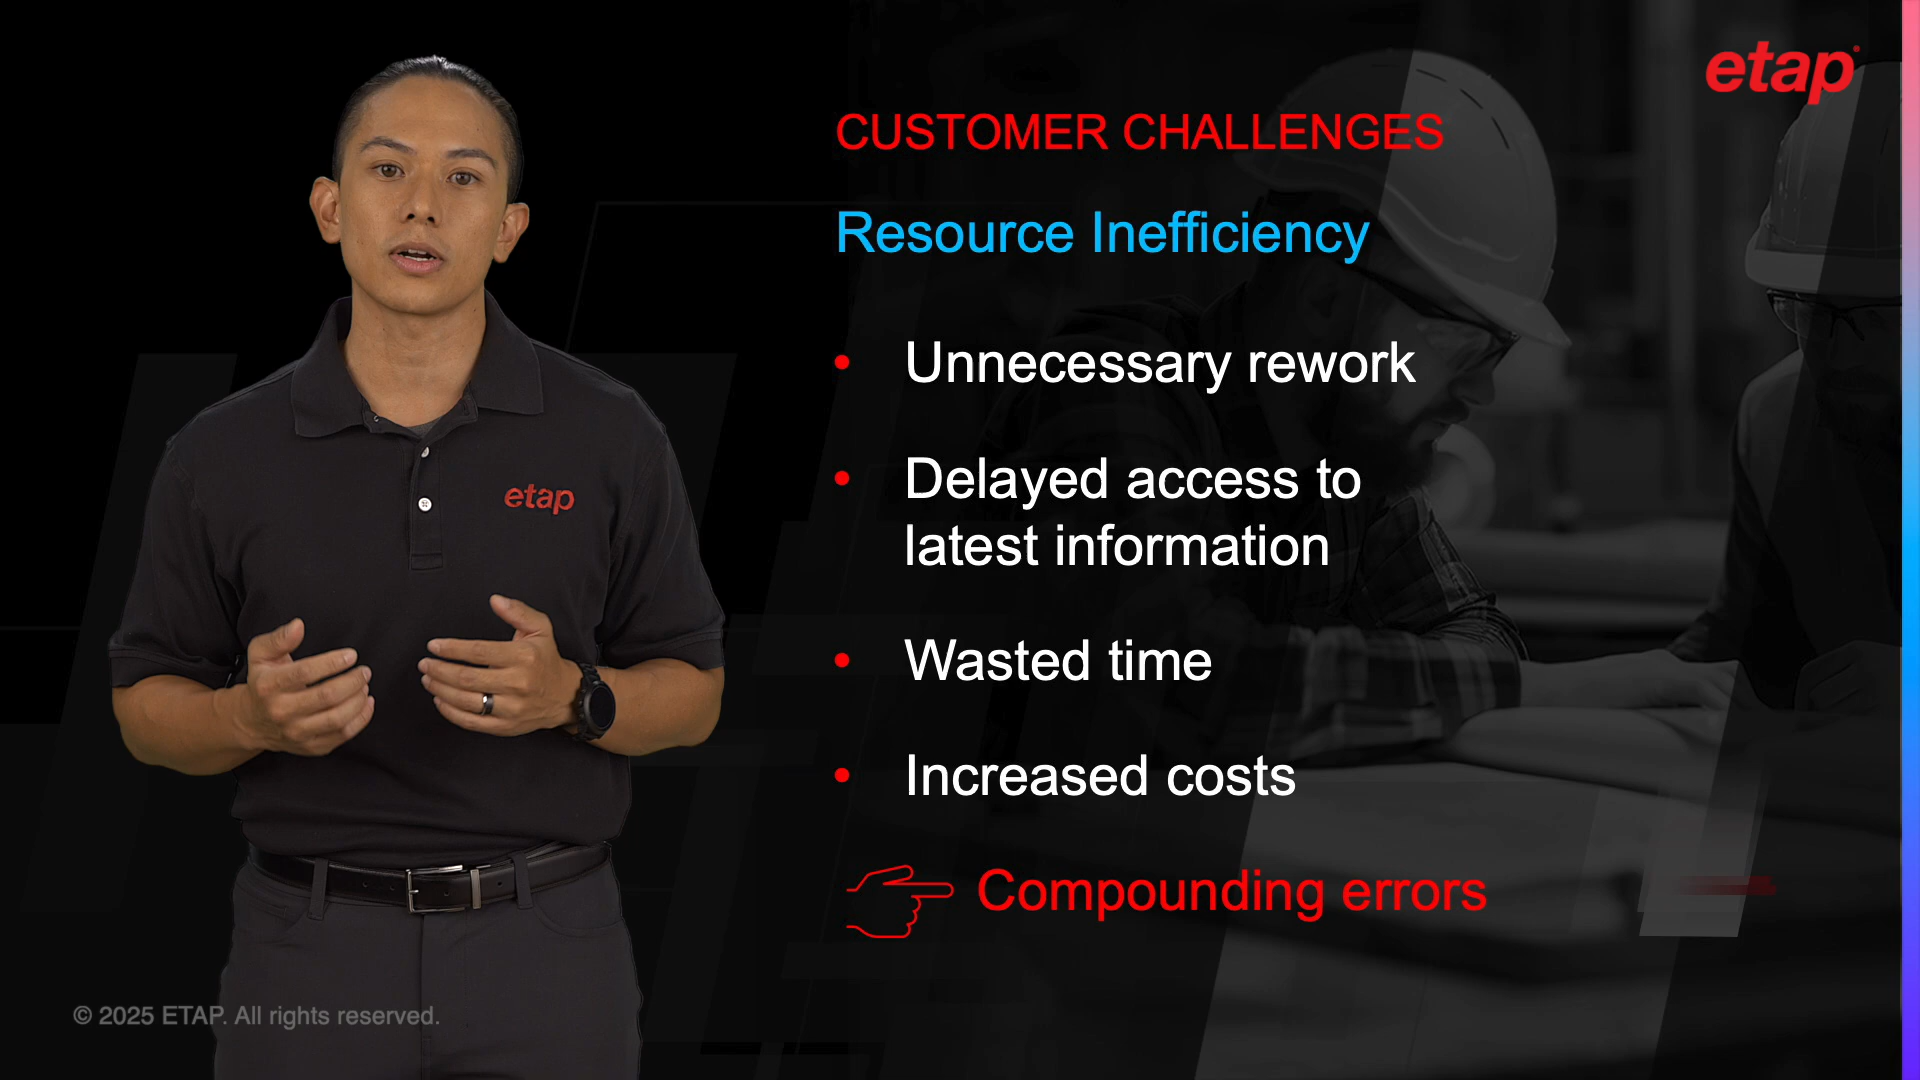 etap
CUSTOMER CHALLENGES
Resource Inefficiency
• Unnecessary rework
• Delayed access to
latest information
• Wasted time
• Increased costs
Compounding errors
etap
© 2025 ETAP. All rights reserved.